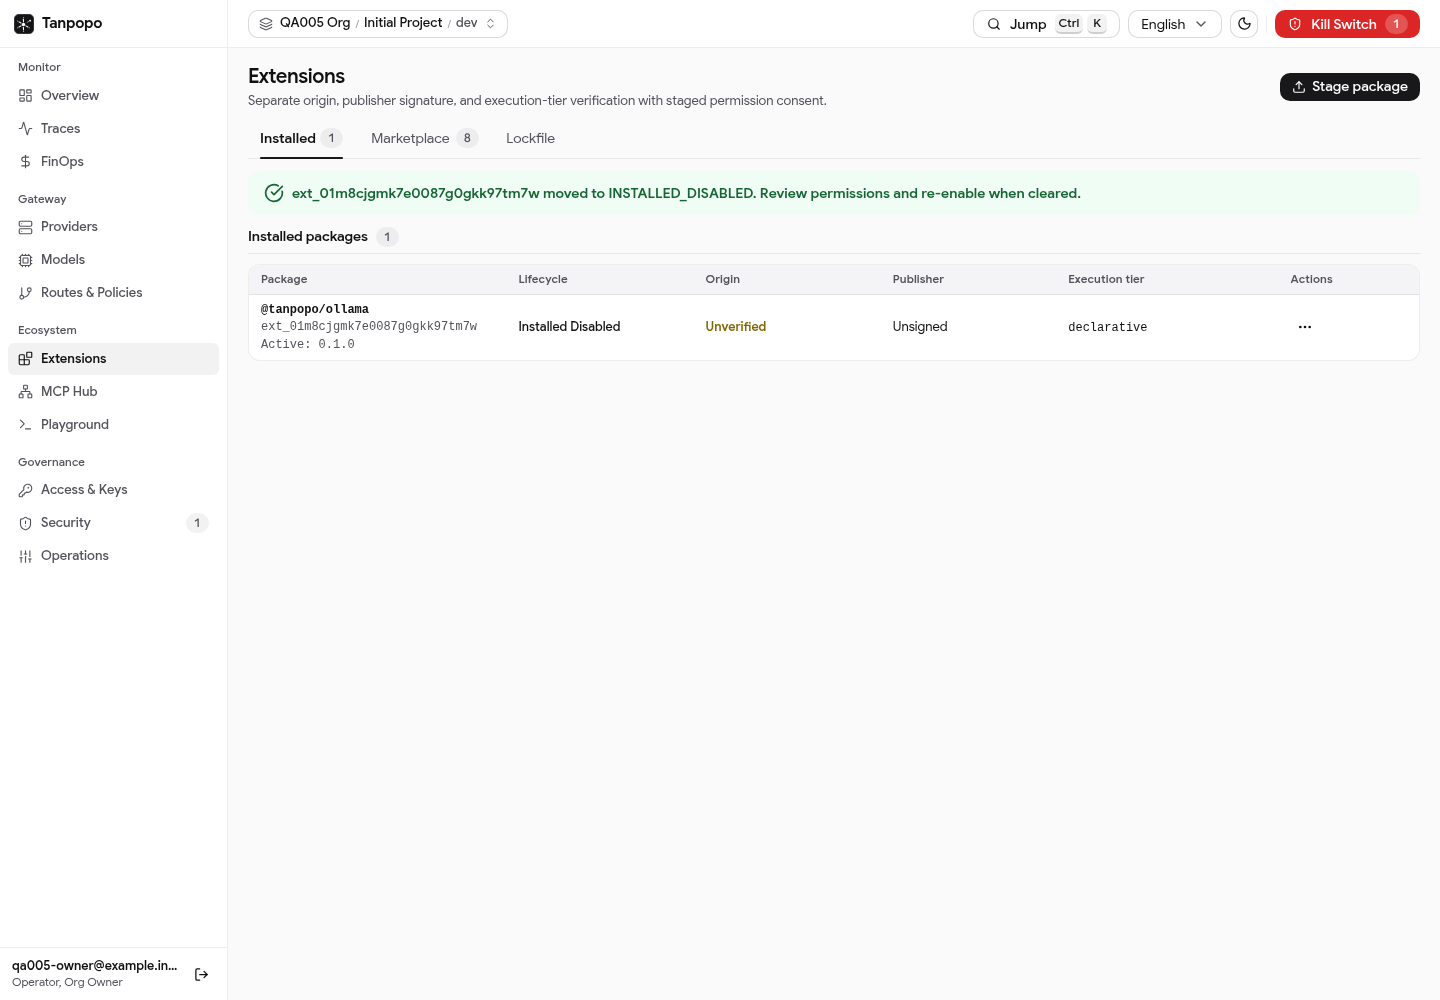 Tanpopo
QA005 Org / Initial Project / dev
Jump Ctrl K
English
Kill Switch 1
Monitor
Overview
Traces
FinOps
Gateway
Providers
Models
Routes & Policies
Ecosystem
Extensions
MCP Hub
Playground
Governance
Access & Keys
Security 1
Operations
qa005-owner@example.in...
Operator, Org Owner
Extensions
Separate origin, publisher signature, and execution-tier verification with staged permission consent.
Stage package
Installed 1 Marketplace 8 Lockfile
ext_01m8cjgmk7e0087g0gkk97tm7w moved to INSTALLED_DISABLED. Review permissions and re-enable when cleared.
Installed packages 1
Package Lifecycle Origin Publisher Execution tier Actions
@tanpopo/ollama
ext_01m8cjgmk7e0087g0gkk97tm7w
Active: 0.1.0
Installed Disabled Unverified Unsigned declarative